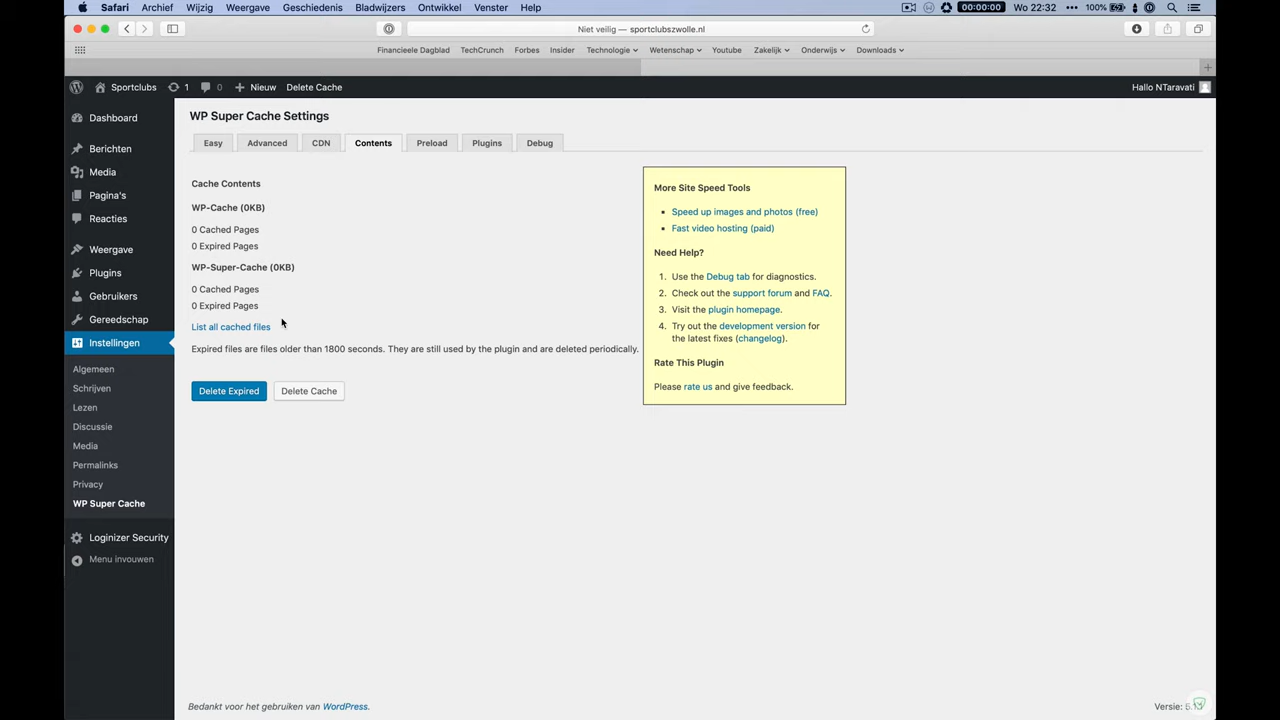 Safari Archief Wijzig Weergave Geschiedenis Bladwijzers Ontwikkel Venster Help 00:00:00 Wo 22:32 100%
Niet veilig — sportclubszwolle.nl
Financieele Dagblad TechCrunch Forbes Insider Technologie Wetenschap Youtube Zakelijk Onderwijs Downloads
Sportclubs 1 0 + Nieuw Delete Cache Hallo NTaravati
Dashboard
Berichten
Media
Pagina's
Reacties
Weergave
Plugins
Gebruikers
Gereedschap
Instellingen
Algemeen
Schrijven
Lezen
Discussie
Media
Permalinks
Privacy
WP Super Cache
Loginizer Security
Menu invouwen
WP Super Cache Settings
Easy Advanced CDN Contents Preload Plugins Debug
Cache Contents
WP-Cache (0KB)
0 Cached Pages
0 Expired Pages
WP-Super-Cache (0KB)
0 Cached Pages
0 Expired Pages
List all cached files
Expired files are files older than 1800 seconds. They are still used by the plugin and are deleted periodically.
Delete Expired Delete Cache
More Site Speed Tools
Speed up images and photos (free)
Fast video hosting (paid)
Need Help?
1. Use the Debug tab for diagnostics.
2. Check out the support forum and FAQ.
3. Visit the plugin homepage.
4. Try out the development version for
the latest fixes (changelog).
Rate This Plugin
Please rate us and give feedback.
Bedankt voor het gebruiken van WordPress.
Versie: